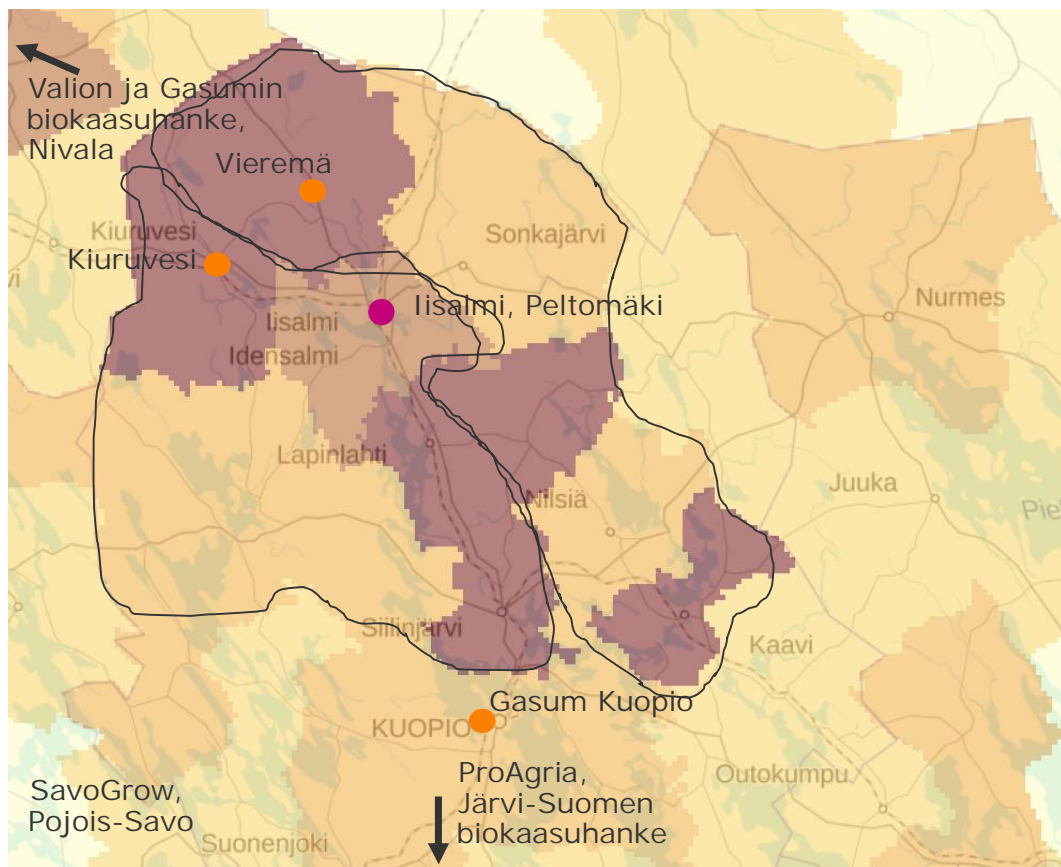 Valion ja Gasumin
biokaasuhanke,
Nivala
Vieremä
Kiuruvesi
Kiuruvesi
Sonkajärvi
vi
Iisalmi, Peltomäki
Nurmes
Iisalmi
Idensalmi
Lapinlahti
Nilsiä
Juuka
Pie
Siilinjärvi
Kaavi
Gasum Kuopio
KUOPIO
ProAgria,
Järvi-Suomen
biokaasuhanke
Outokumpu
SavoGrow,
Pojois-Savo
Suonenjoki